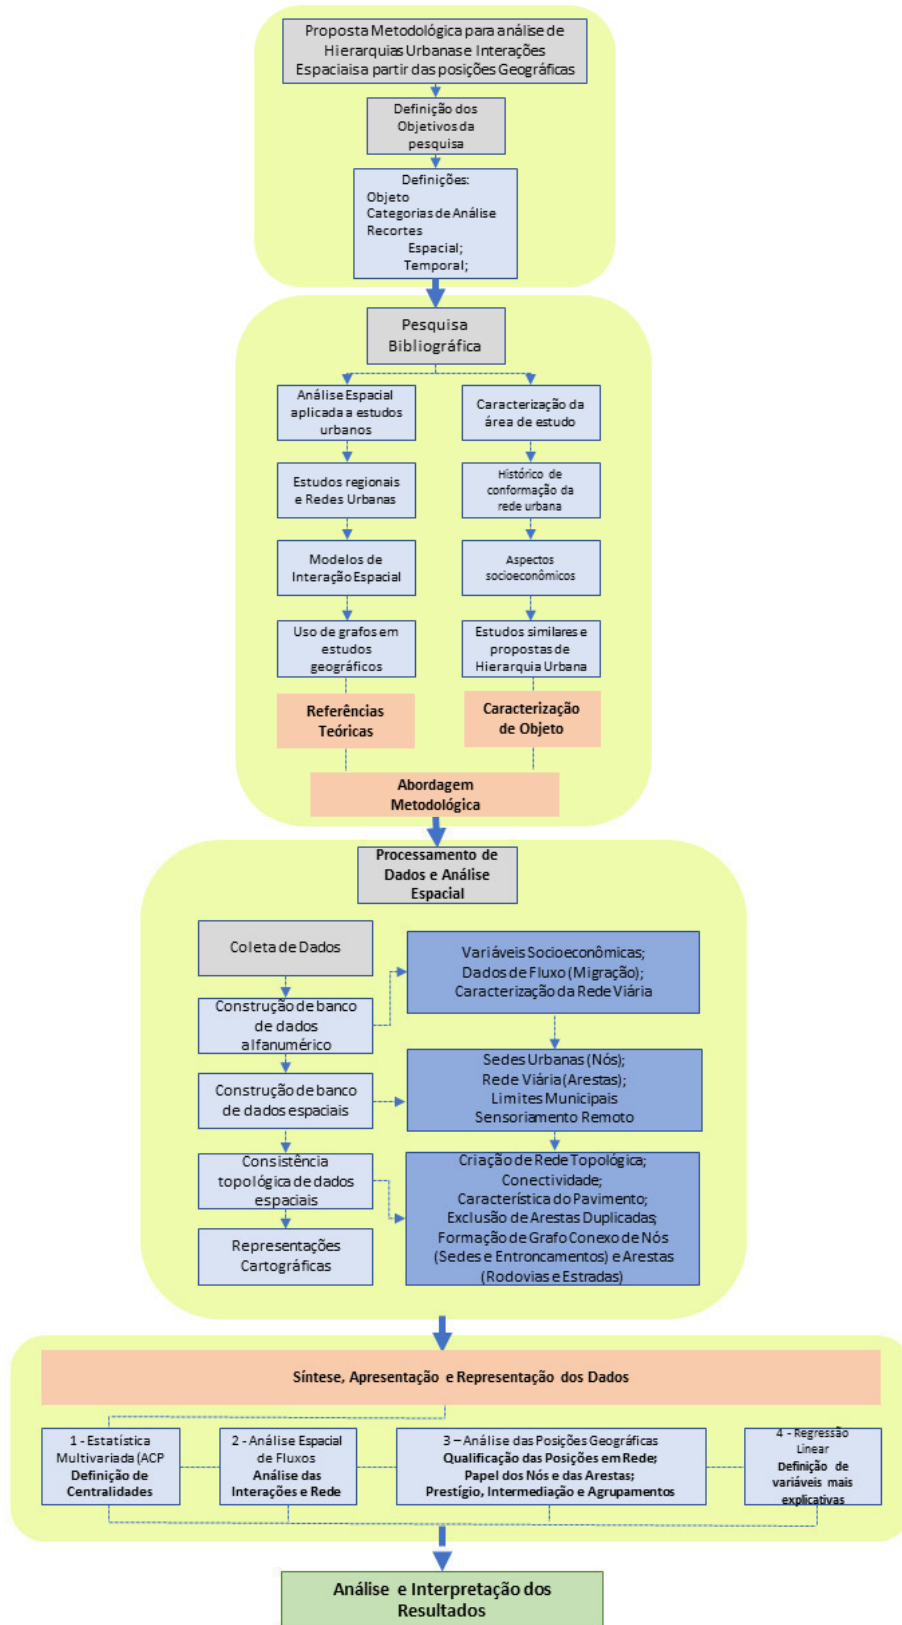 Proposta Metodológica para análise de
Hierarquias Urbanas e Interações
Espaciais a partir das posições Geográficas
Definição dos
Objetivos da
pesquisa
Definições:
Objeto
Categorias de Análise
Recortes
Espacial;
Temporal;
Pesquisa
Bibliográfica
Análise Espacial
aplicada a estudos
urbanos
Estudos regionais
e Redes Urbanas
Modelos de
Interação Espacial
Uso de grafos em
estudos
geográficos
Referências
Teóricas
Caracterização da
área de estudo
Histórico de
conformação da
rede urbana
Aspectos
socioeconômicos
Estudos similares e
propostas de
Hierarquia Urbana
Caracterização
de Objeto
Abordagem
Metodológica
Processamento de
Dados e Análise
Espacial
Coleta de Dados
Construção de banco
de dados
alfanumérico
Construção de banco
de dados espaciais
Consistência
topológica de dados
espaciais
Representações
Cartográficas
Variáveis Socioeconômicas;
Dados de Fluxo (Migração);
Caracterização da Rede Viária
Sedes Urbanas (Nós);
Rede Viária (Arestas);
Limites Municipais
Sensoriamento Remoto
Criação de Rede Topológica;
Conectividade;
Característica do Pavimento;
Exclusão de Arestas Duplicadas;
Formação de Grafo Conexo de Nós
(Sedes e Entroncamentos) e Arestas
(Rodovias e Estradas)
Síntese, Apresentação e Representação dos Dados
1 - Estatística
Multivariada (ACP
Definição de
Centralidades
2 - Análise Espacial
de Fluxos
Análise das
Interações e Rede
3 – Análise das Posições Geográficas
Qualificação das Posições em Rede;
Papel dos Nós e das Arestas;
Prestígio, Intermediação e Agrupamentos
4 - Regressão
Linear
Definição de
variáveis mais
explicativas
Análise e Interpretação dos
Resultados